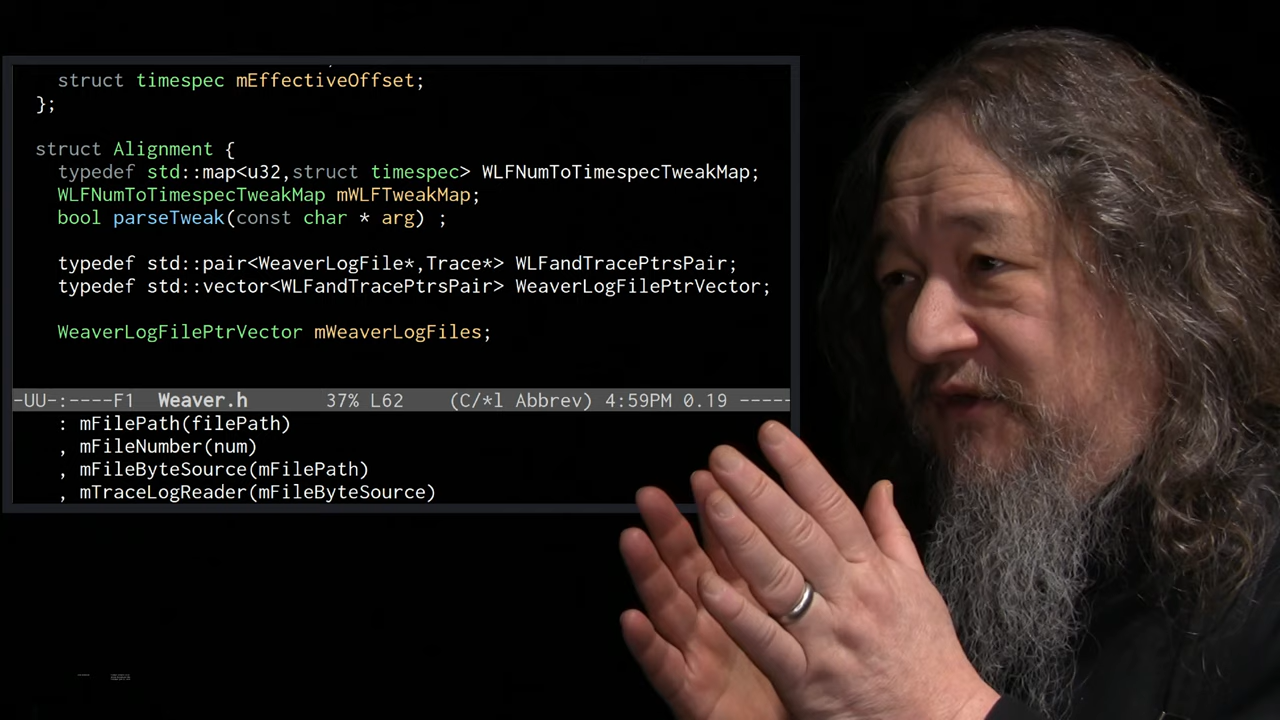 struct timespec mEffectiveOffset;
};
struct Alignment {
typedef std::map<u32,struct timespec> WLFNumToTimespecTweakMap;
WLFNumToTimespecTweakMap mWLFTweakMap;
bool parseTweak(const char * arg) ;
typedef std::pair<WeaverLogFile*,Trace*> WLFandTracePtrsPair;
typedef std::vector<WLFandTracePtrsPair> WeaverLogFilePtrVector;
WeaverLogFilePtrVector mWeaverLogFiles;
-UU-:----F1  Weaver.h       37% L62    (C/*l Abbrev) 4:59PM 0.19 -----
: mFilePath(filePath)
, mFileNumber(num)
, mFileByteSource(mFilePath)
, mTraceLogReader(mFileByteSource)